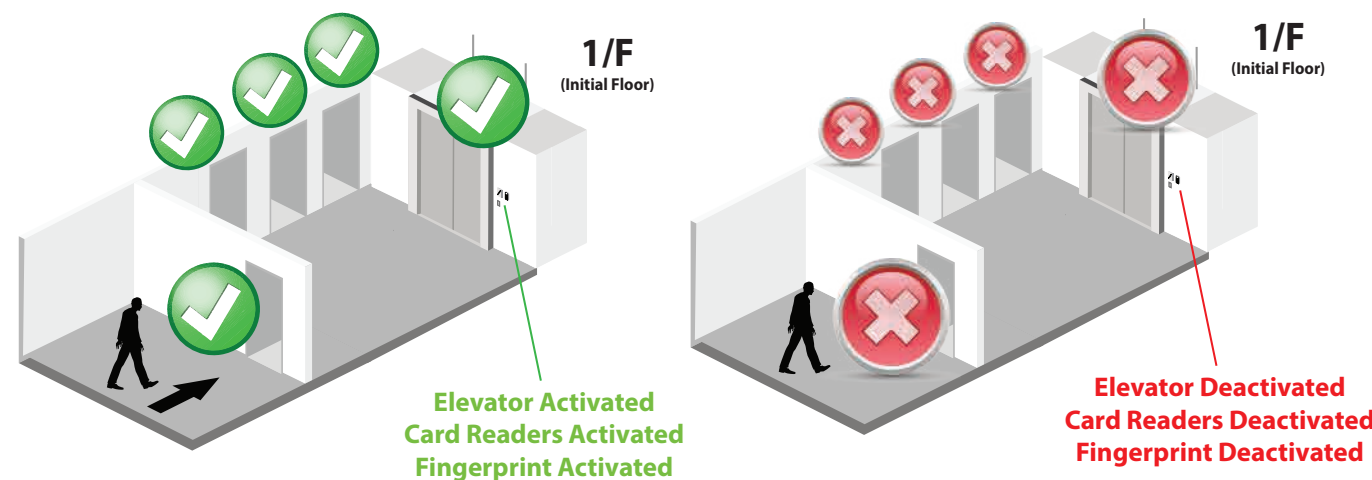 1/F
(Initial Floor)
Elevator Activated
Card Readers Activated
Fingerprint Activated
1/F
(Initial Floor)
Elevator Deactivated
Card Readers Deactivated
Fingerprint Deactivated